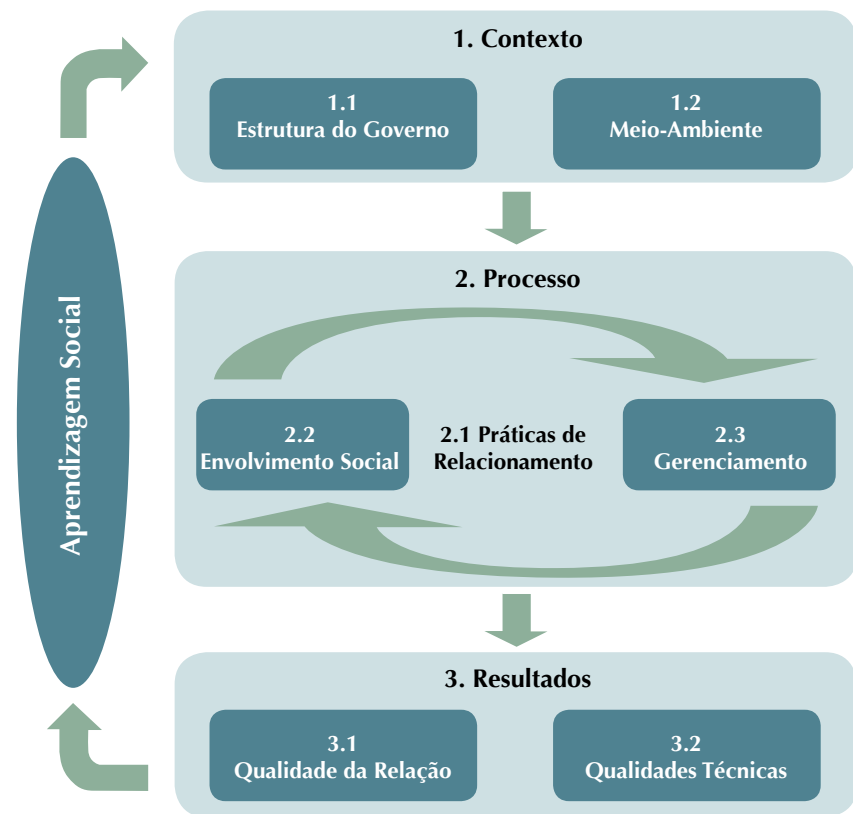 1. Contexto
1.1
Estrutura do Governo
1.2
Meio-Ambiente
Aprendizagem Social
2. Processo
2.2
Envolvimento Social
2.1 Práticas de
Relacionamento
2.3
Gerenciamento
3. Resultados
3.1
Qualidade da Relação
3.2
Qualidades Técnicas